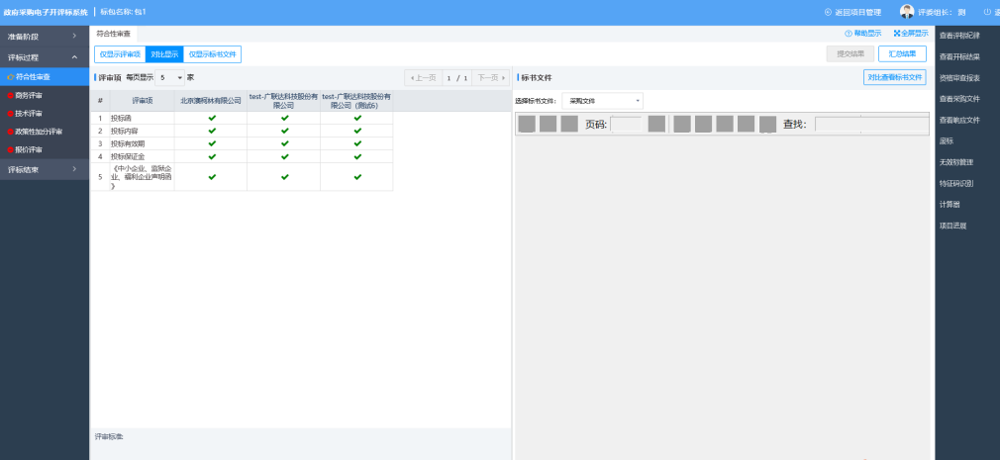 政府采购电子开评标系统 标包名称: 包1 返回项目管理 评委组长: 测
准备阶段
评标过程
符合性审查
商务评审
技术评审
政策性加分评审
报价评审
评标结束
符合性审查 帮助显示 全屏显示
仅显示评审项 对比显示 仅显示标书文件 提交结果 汇总结果
评审项 每页显示 5 家 上一页 1 / 1 下一页
# 评审项 北京澳柯林有限公司 test-广联达科技股份有限公司 test-广联达科技股份有限公司 (测试6)
1 投标函
2 投标内容
3 投标有效期
4 投标保证金
5 《中小企业、监狱企业、福利企业声明函》
评审标准:
标书文件 对比查看标书文件
选择标书文件: 采购文件
页码: 查找:
查看评标纪律
查看开标结果
资格审查报表
查看采购文件
查看响应文件
废标
无效标管理
特征码识别
计算器
项目进展